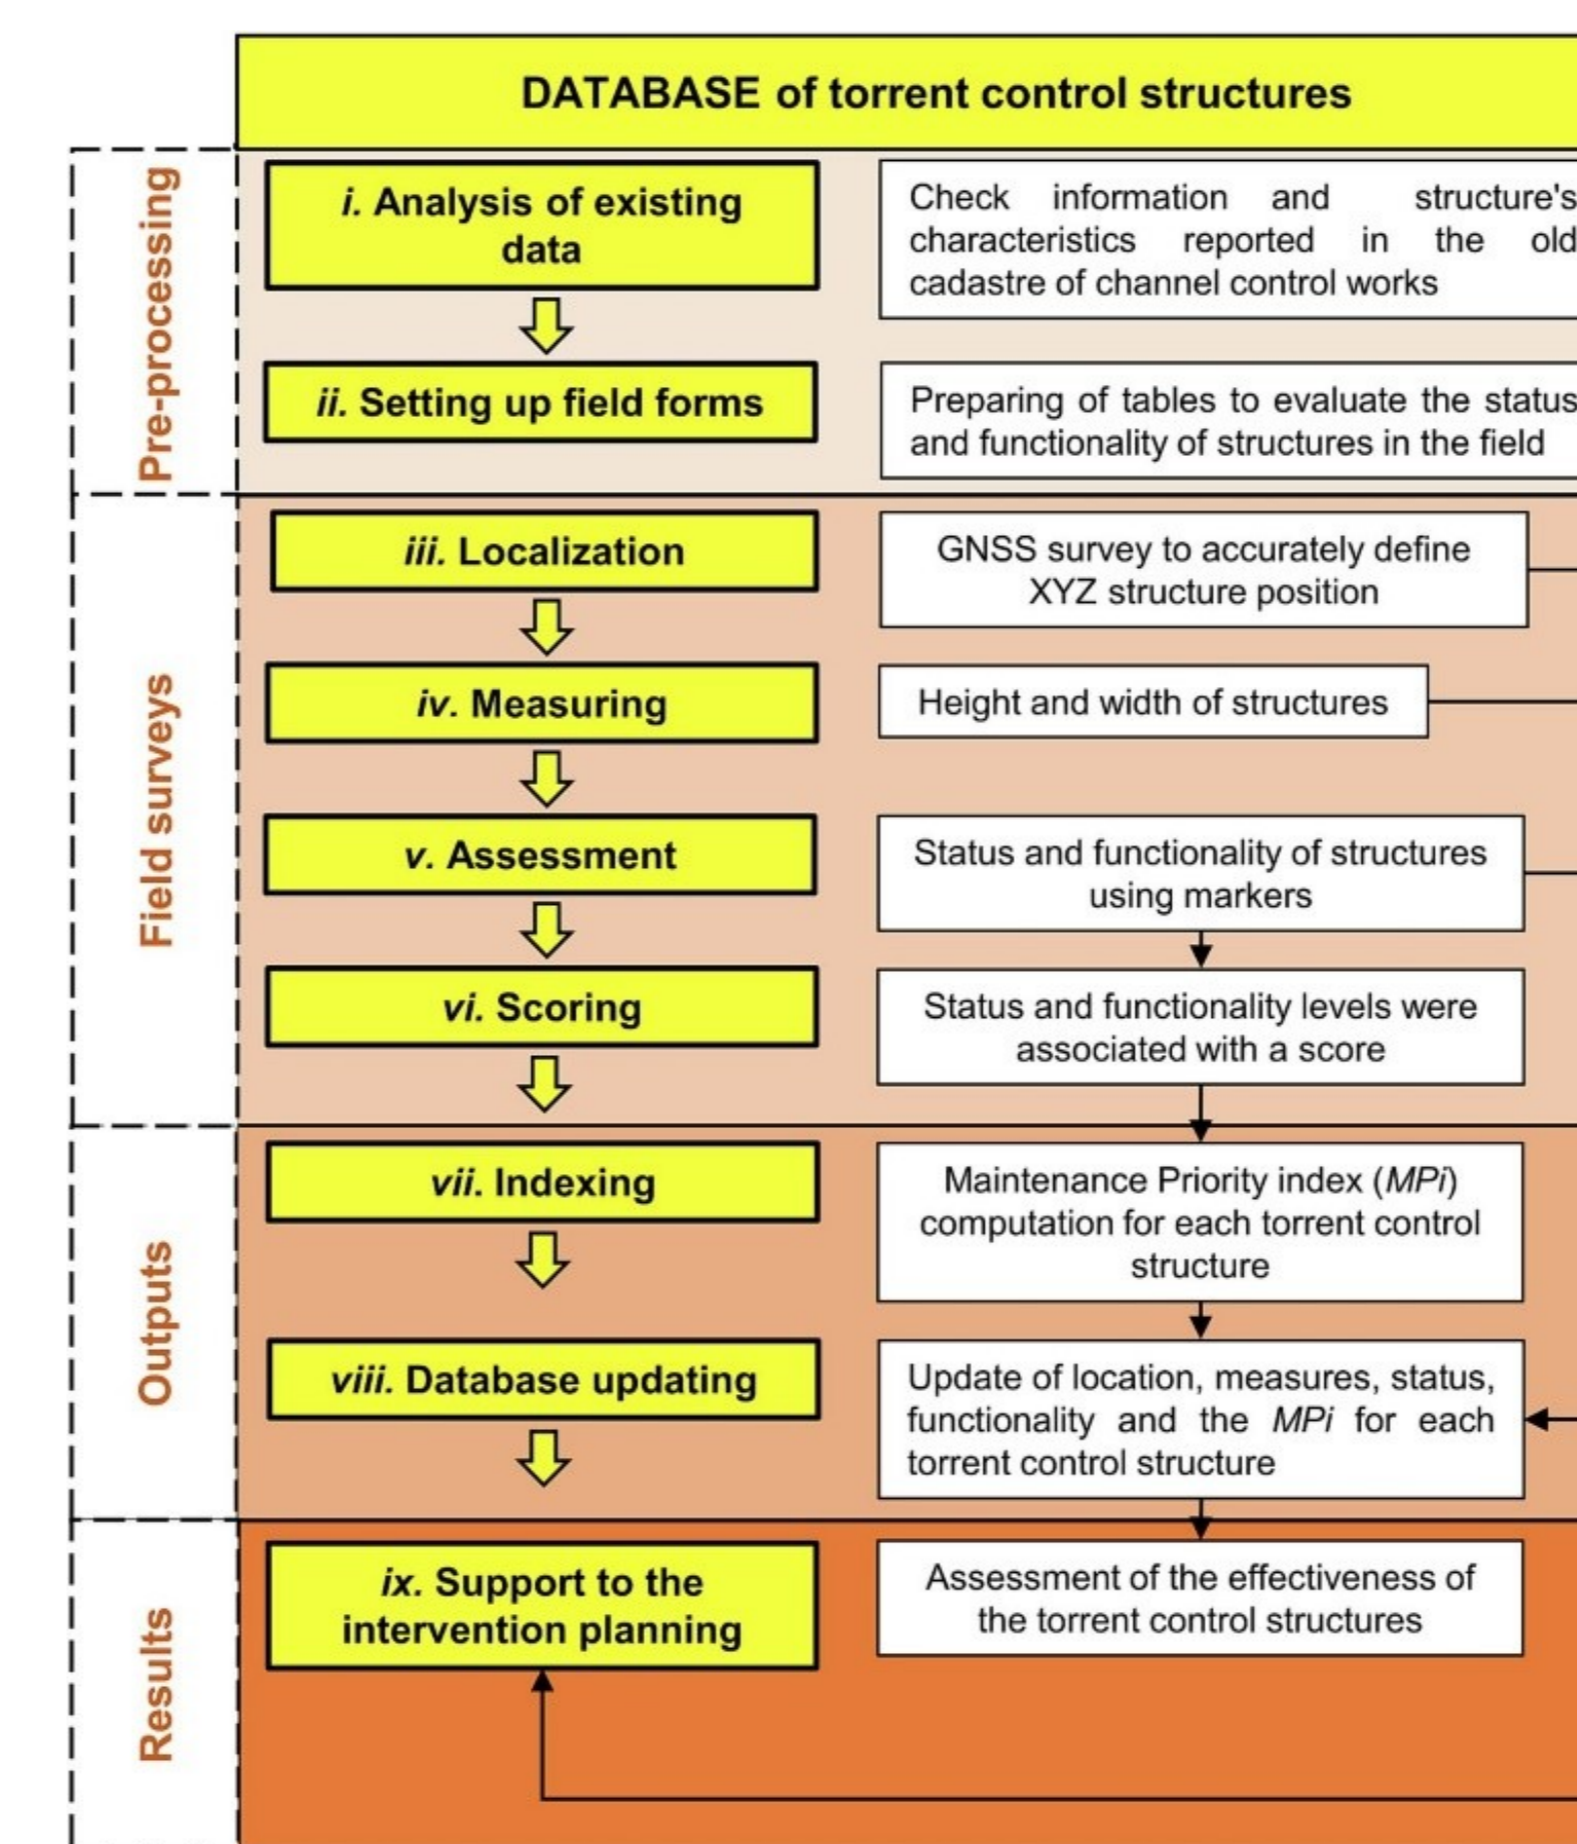 DATABASE of torrent control structures
Pre-processing
i. Analysis of existing
data
Check information and structure's
characteristics reported in the old
cadastre of channel control works
ii. Setting up field forms
Preparing of tables to evaluate the status
and functionality of structures in the field
Field surveys
iii. Localization
GNSS survey to accurately define
XYZ structure position
iv. Measuring
Height and width of structures
v. Assessment
Status and functionality of structures
using markers
vi. Scoring
Status and functionality levels were
associated with a score
Outputs
vii. Indexing
Maintenance Priority index (MPi)
computation for each torrent control
structure
viii. Database updating
Update of location, measures, status,
functionality and the MPi for each
torrent control structure
Results
ix. Support to the
intervention planning
Assessment of the effectiveness of
the torrent control structures